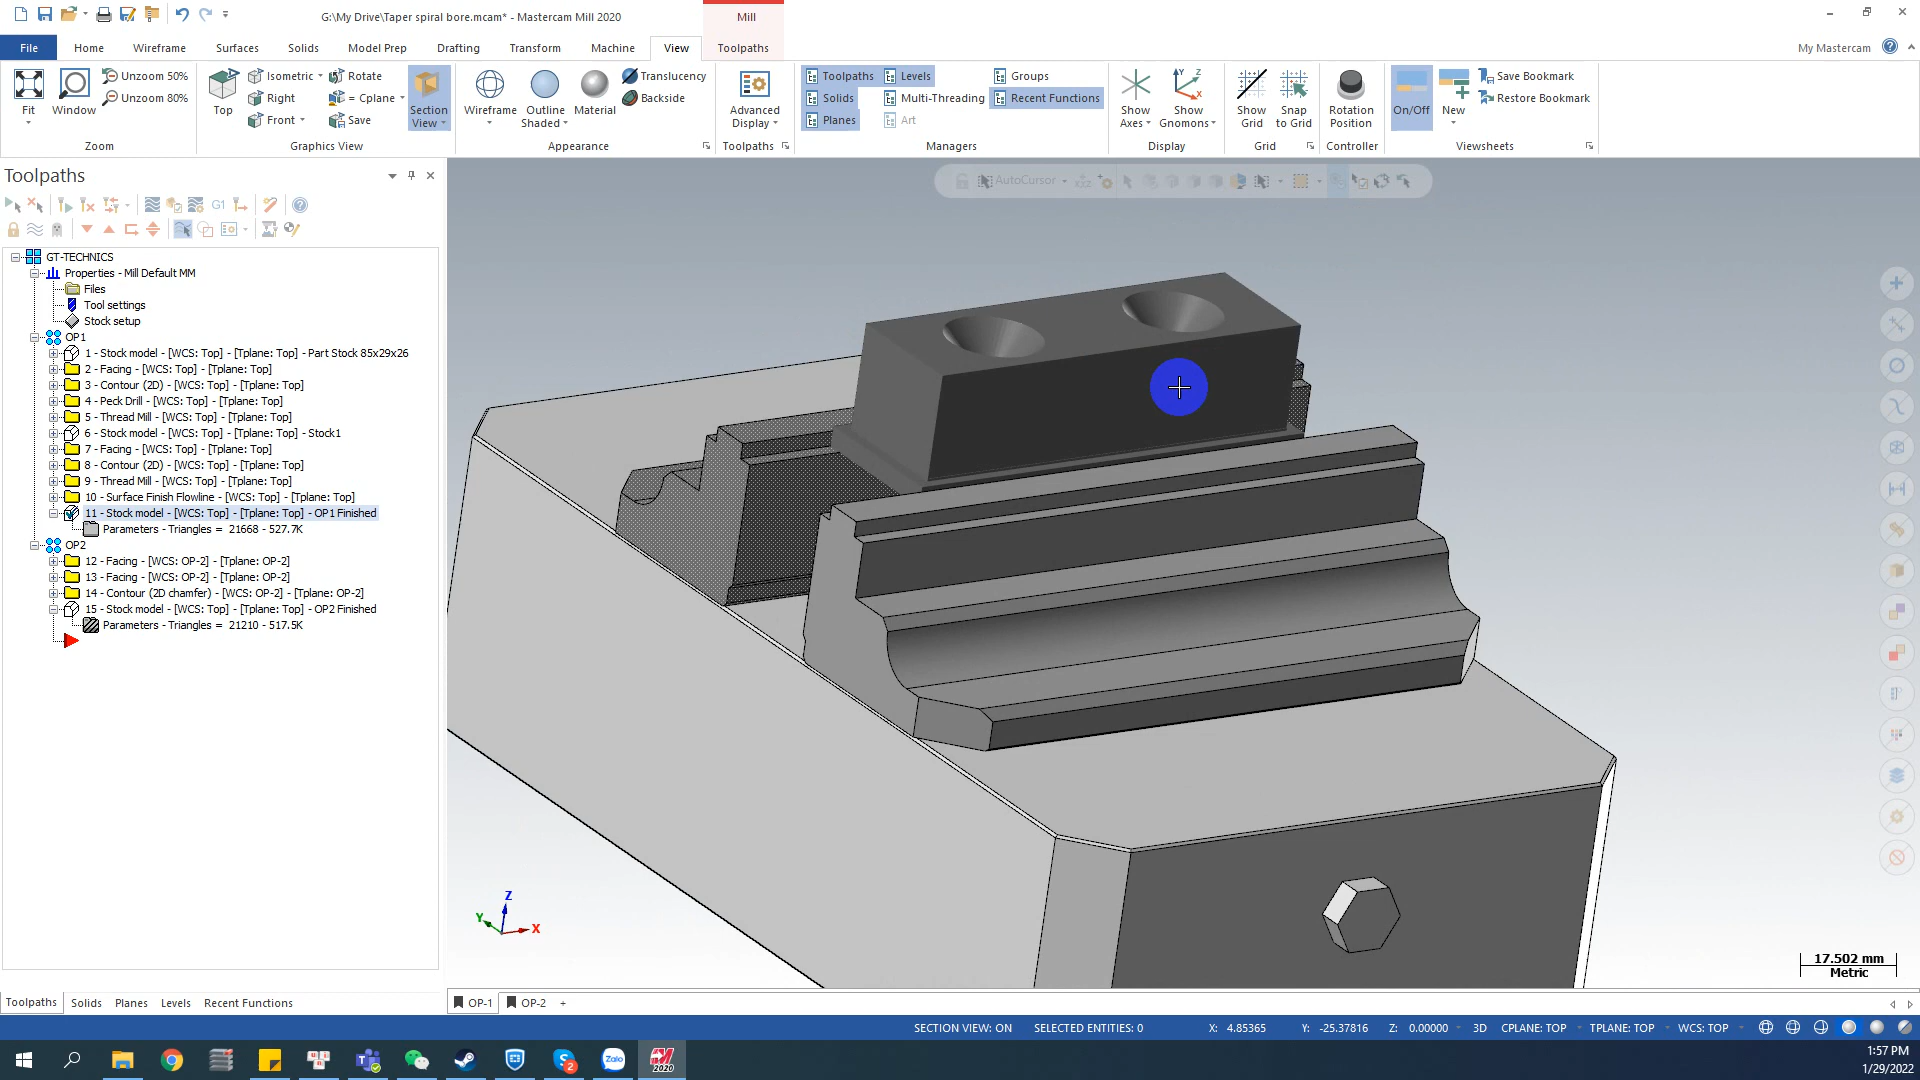 G:\My Drive\Taper spiral bore.mcam* - Mastercam Mill 2020
Mill
File
Home
Wireframe
Surfaces
Solids
Model Prep
Drafting
Transform
Machine
View
Toolpaths
My Mastercam
Fit
Window
Unzoom 50%
Unzoom 80%
Zoom
Top
Isometric
Right
Front
Rotate
= Cplane
Save
Section View
Graphics View
Wireframe
Outline Shaded
Material
Translucency
Backside
Appearance
Advanced Display
Toolpaths
Toolpaths
Solids
Planes
Levels
Multi-Threading
Art
Groups
Recent Functions
Managers
Show Axes
Show Gnomons
Display
Show Grid
Snap to Grid
Grid
Rotation Position
Controller
On/Off
New
Save Bookmark
Restore Bookmark
Viewsheets
Toolpaths
G1
AutoCursor
GT-TECHNICS
Properties - Mill Default MM
Files
Tool settings
Stock setup
OP1
1 - Stock model - [WCS: Top] - [Tplane: Top] - Part Stock 85x29x26
2 - Facing - [WCS: Top] - [Tplane: Top]
3 - Contour (2D) - [WCS: Top] - [Tplane: Top]
4 - Peck Drill - [WCS: Top] - [Tplane: Top]
5 - Thread Mill - [WCS: Top] - [Tplane: Top]
6 - Stock model - [WCS: Top] - [Tplane: Top] - Stock1
7 - Facing - [WCS: Top] - [Tplane: Top]
8 - Contour (2D) - [WCS: Top] - [Tplane: Top]
9 - Thread Mill - [WCS: Top] - [Tplane: Top]
10 - Surface Finish Flowline - [WCS: Top] - [Tplane: Top]
11 - Stock model - [WCS: Top] - [Tplane: Top] - OP1 Finished
Parameters - Triangles = 21668 - 527.7K
OP2
12 - Facing - [WCS: OP-2] - [Tplane: OP-2]
13 - Facing - [WCS: OP-2] - [Tplane: OP-2]
14 - Contour (2D chamfer) - [WCS: OP-2] - [Tplane: OP-2]
15 - Stock model - [WCS: Top] - [Tplane: Top] - OP2 Finished
Parameters - Triangles = 21210 - 517.5K
Z
Y
X
17.502 mm
Metric
Toolpaths
Solids
Planes
Levels
Recent Functions
OP-1
OP-2
+
SECTION VIEW: ON
SELECTED ENTITIES: 0
X: 4.85365
Y: -25.37816
Z: 0.00000
3D
CPLANE: TOP
TPLANE: TOP
WCS: TOP
Zalo
2020
2
1:57 PM
1/29/2022